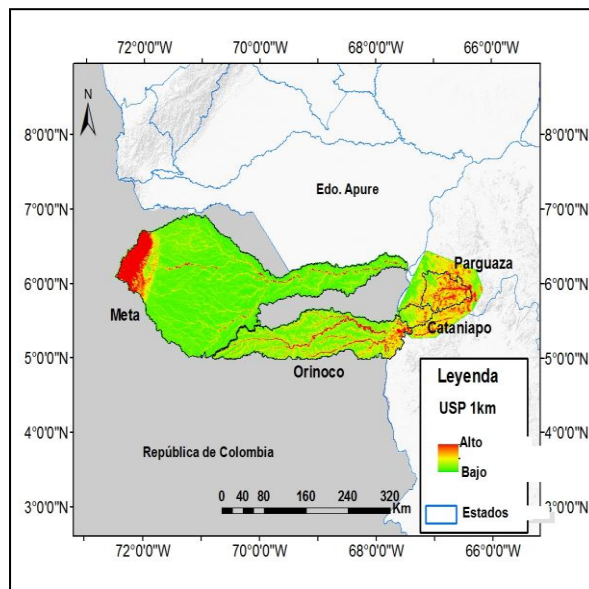 72°0'0"W 70°0'0"W 68°0'0"W 66°0'0"W
N
8°0'0"N 8°0'0"N
Edo. Apure
7°0'0"N 7°0'0"N
Parguaza
6°0'0"N 6°0'0"N
Meta
Cataniapo
5°0'0"N 5°0'0"N
Orinoco
Leyenda
USP 1km
4°0'0"N 4°0'0"N
Alto
República de Colombia
Bajo
0 40 80 160 240 320
Km
3°0'0"N 3°0'0"N
Estados
72°0'0"W 70°0'0"W 68°0'0"W 66°0'0"W